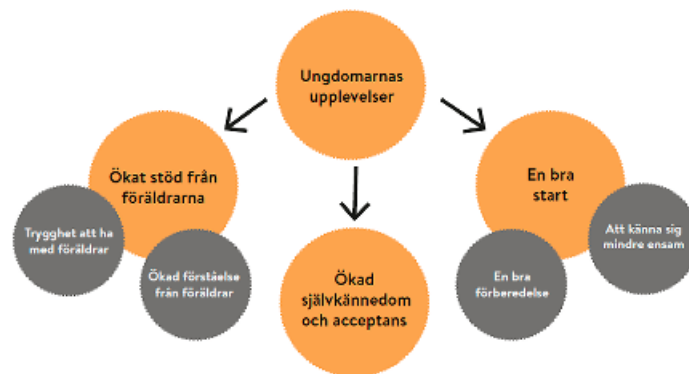 Ungdomarnas
upplevelser
Ökat stöd från
föräldrarna
Trygghet att ha
med föräldrar
Ökad förståelse
från föräldrar
Ökad
självkännedom
och acceptans
En bra
start
En bra
förberedelse
Att känna sig
mindre ensam